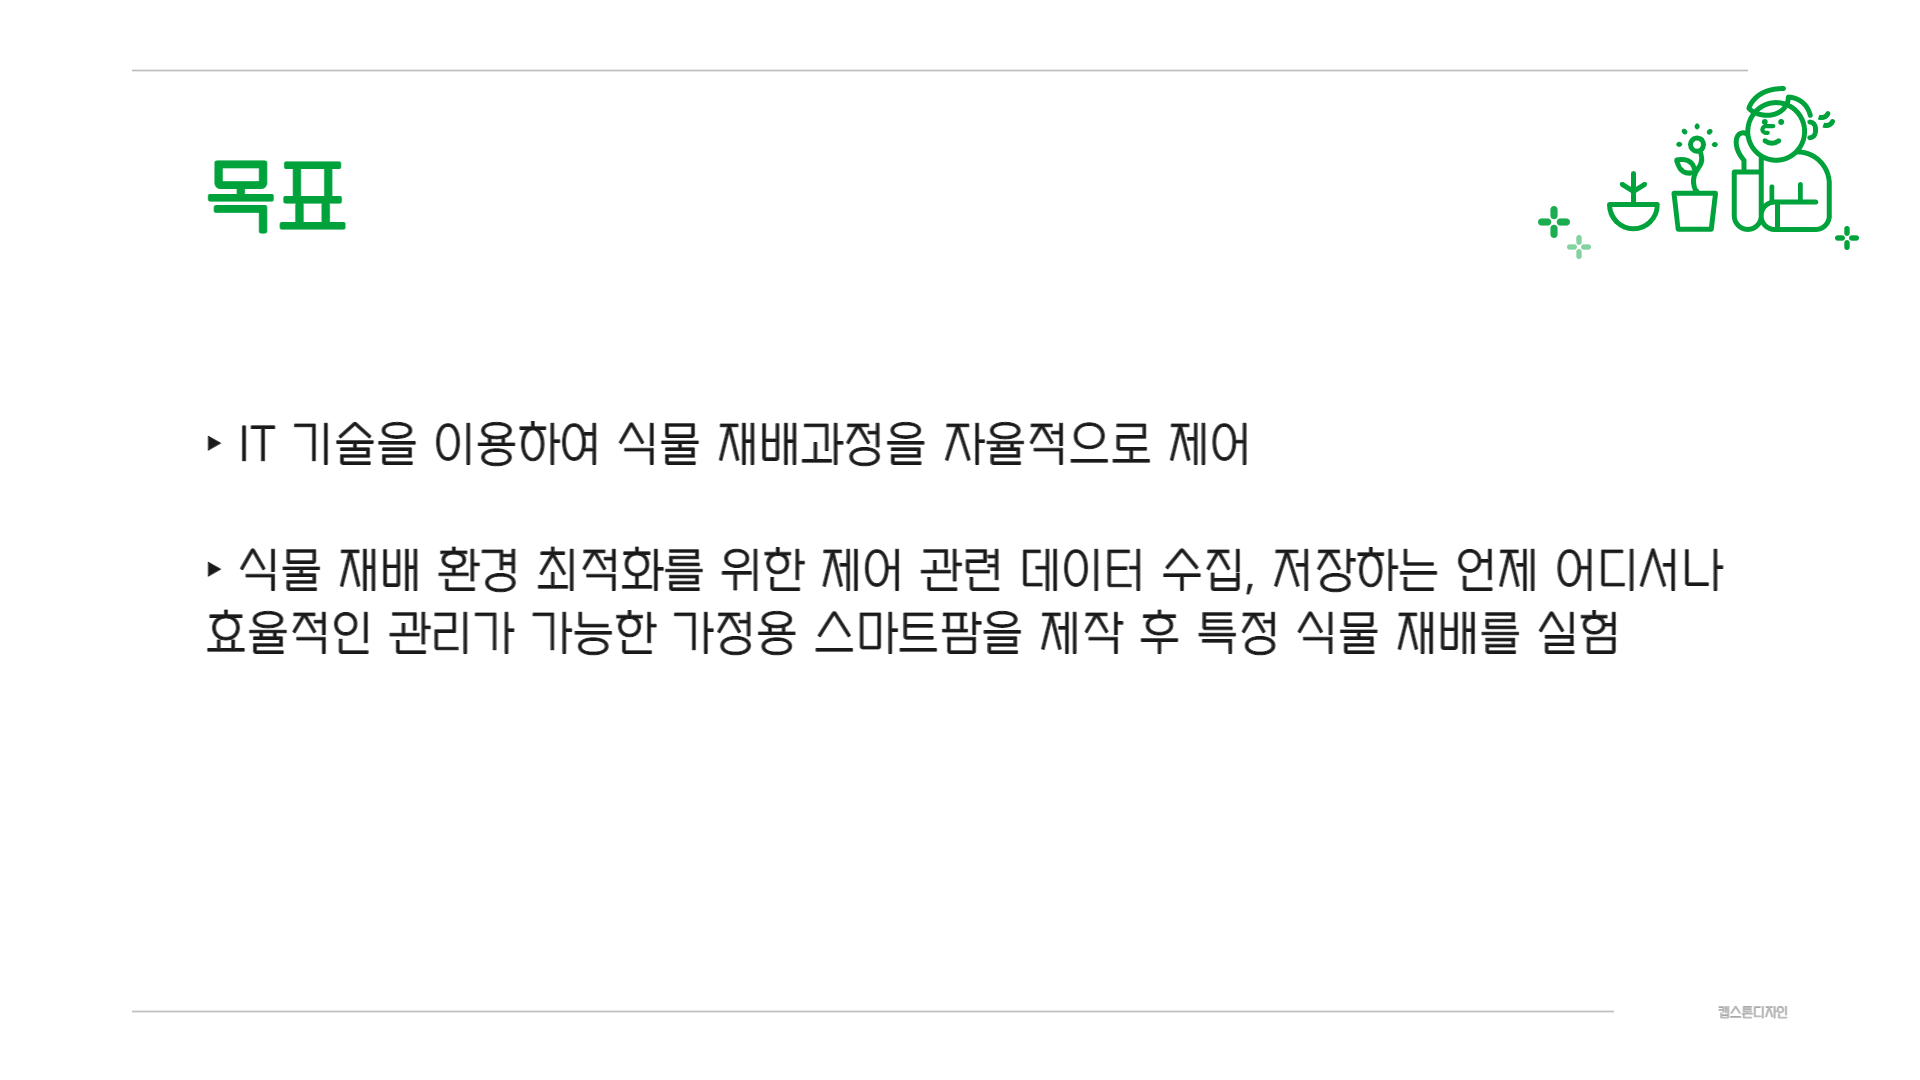 목표
▸ IT 기술을 이용하여 식물 재배과정을 자율적으로 제어
▸ 식물 재배 환경 최적화를 위한 제어 관련 데이터 수집, 저장하는 언제 어디서나
효율적인 관리가 가능한 가정용 스마트팜을 제작 후 특정 식물 재배를 실험
캡스톤디자인